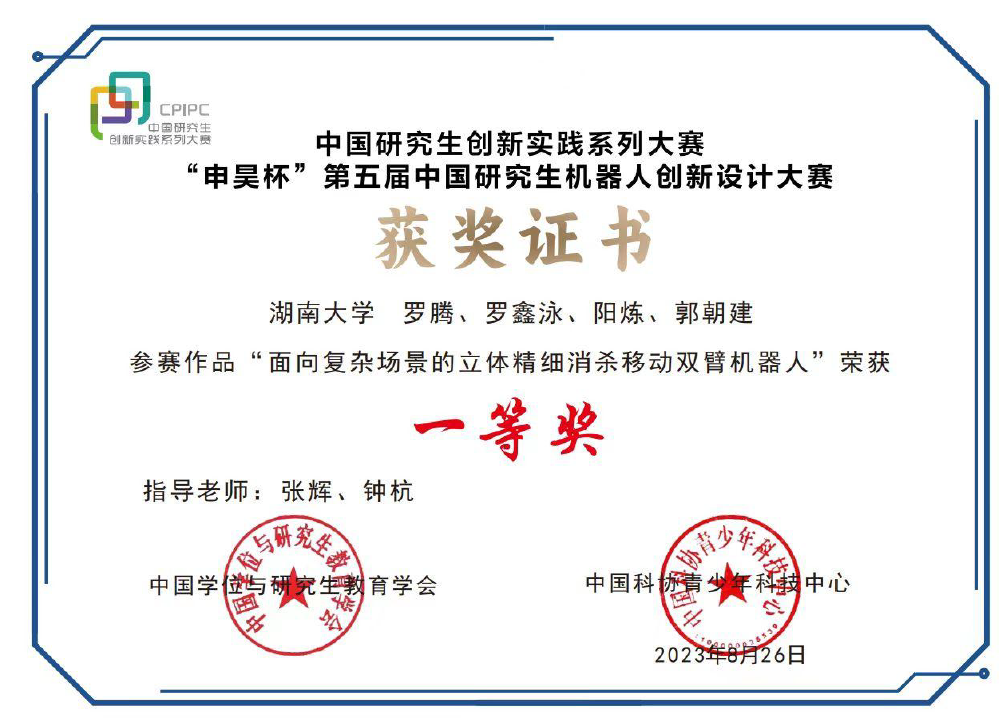 CPIPC
中国研究生
创新实践系列大赛
中国研究生创新实践系列大赛
“申昊杯”第五届中国研究生机器人创新设计大赛
获奖证书
湖南大学 罗腾、罗鑫泳、阳炼、郭朝建
参赛作品“面向复杂场景的立体精细消杀移动双臂机器人”荣获
一等奖
指导老师：张辉、钟杭
中国学位与研究生教育学会
中国学位与研究生教育学会
中国科协青少年科技中心
中国科协青少年科技中心
2023年8月26日